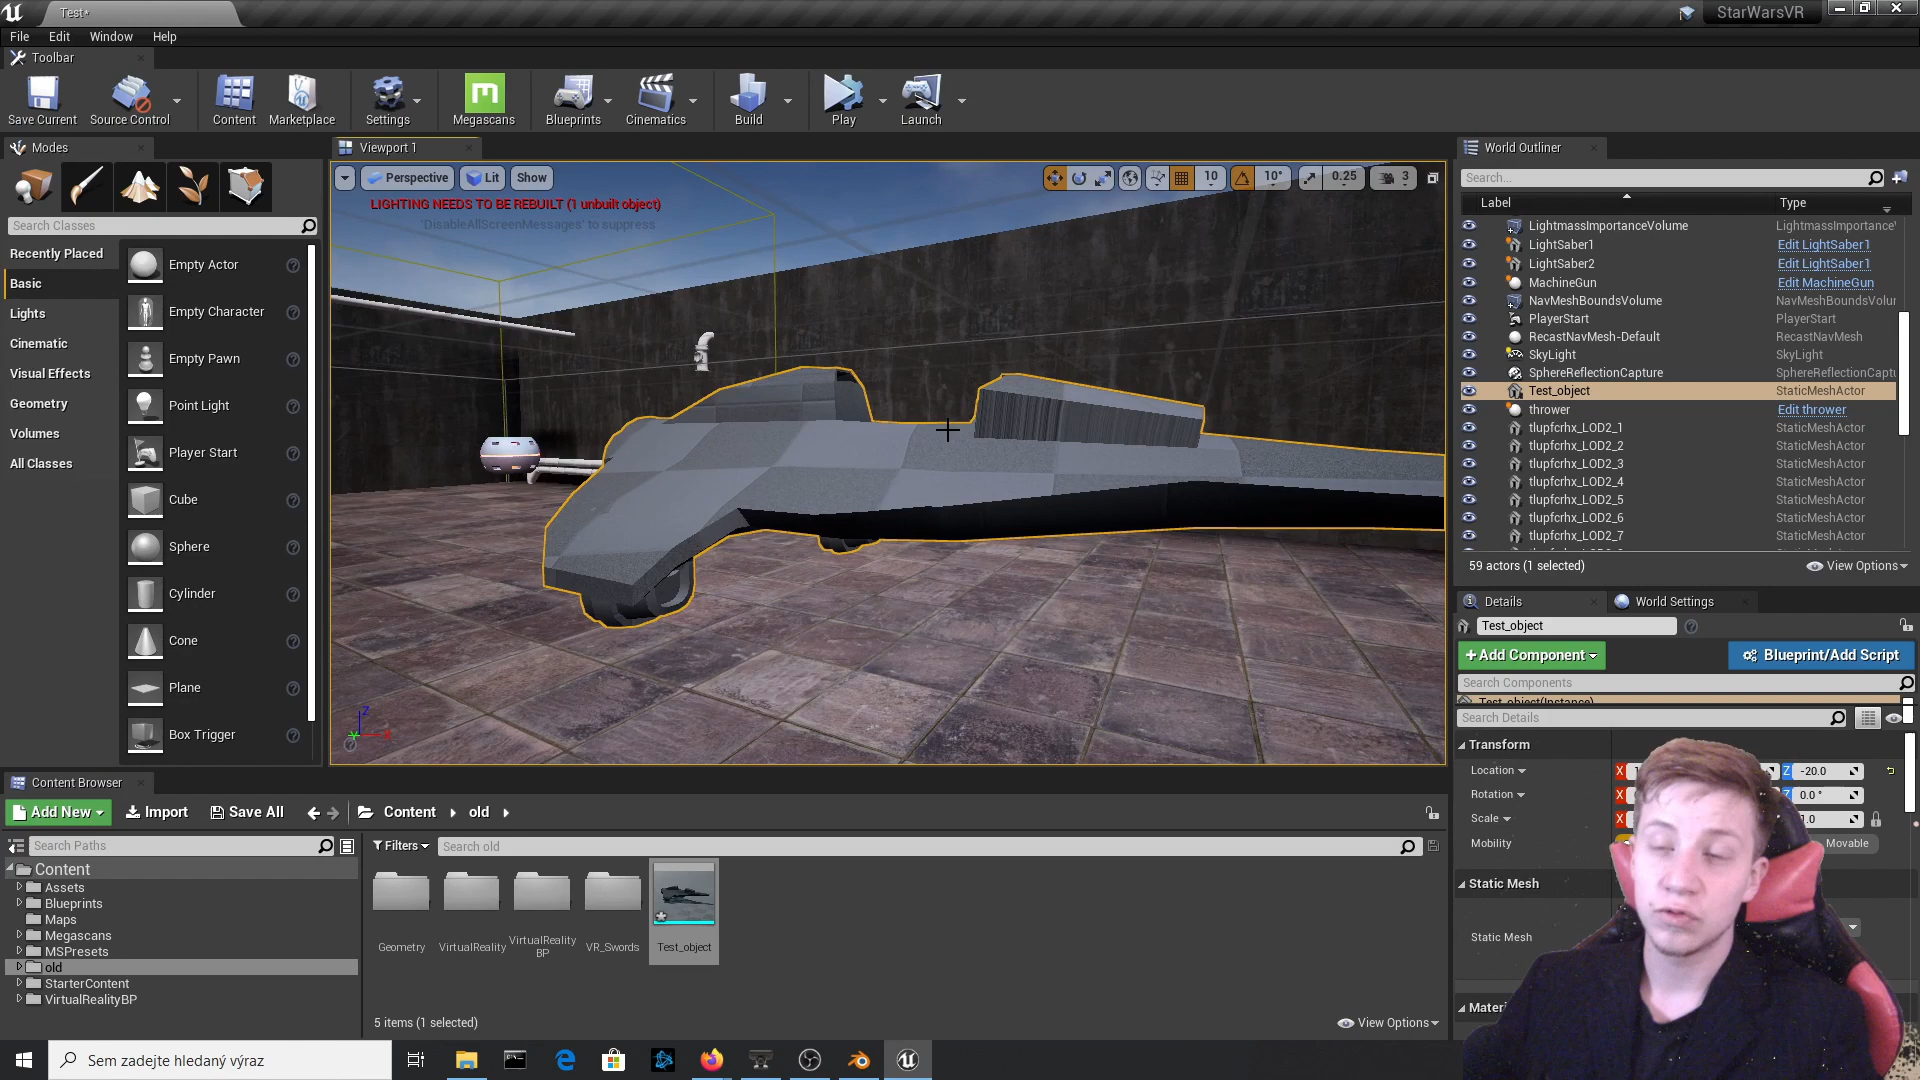 Test*
StarWarsVR
File Edit Window Help
Toolbar
Save Current Source Control Content Marketplace Settings Megascans Blueprints Cinematics Build Play Launch
Modes
Search Classes
Recently Placed
Basic
Lights
Cinematic
Visual Effects
Geometry
Volumes
All Classes
Empty Actor
Empty Character
Empty Pawn
Point Light
Player Start
Cube
Sphere
Cylinder
Cone
Plane
Box Trigger
Viewport 1
Perspective Lit Show 10 10° 0.25 3
LIGHTING NEEDS TO BE REBUILT (1 unbuilt object)
'DisableAllScreenMessages' to suppress
World Outliner
Search...
Label Type
LightmassImportanceVolume LightmassImportanceV
LightSaber1 Edit LightSaber1
LightSaber2 Edit LightSaber1
MachineGun Edit MachineGun
NavMeshBoundsVolume NavMeshBoundsVolur
PlayerStart PlayerStart
RecastNavMesh-Default RecastNavMesh
SkyLight SkyLight
SphereReflectionCapture SphereReflectionCaptu
Test_object StaticMeshActor
thrower Edit thrower
tlupfcrhx_LOD2_1 StaticMeshActor
tlupfcrhx_LOD2_2 StaticMeshActor
tlupfcrhx_LOD2_3 StaticMeshActor
tlupfcrhx_LOD2_4 StaticMeshActor
tlupfcrhx_LOD2_5 StaticMeshActor
tlupfcrhx_LOD2_6 StaticMeshActor
tlupfcrhx_LOD2_7 StaticMeshActor
59 actors (1 selected) View Options
Details World Settings
Test_object
+Add Component Blueprint/Add Script
Search Components
Test_object(Instance)
Search Details
Transform
Location X 1 Z -20.0
Rotation X Z 0.0 °
Scale X 1.0
Mobility Movable
Static Mesh
Static Mesh
Materi
Content Browser
Add New Import Save All Content old
Search Paths
Filters Search old
Content
Assets
Blueprints
Maps
Megascans
MSPresets
old
StarterContent
VirtualRealityBP
Geometry VirtualReality VirtualReality BP VR_Swords Test_object
5 items (1 selected) View Options
Sem zadejte hledaný výraz